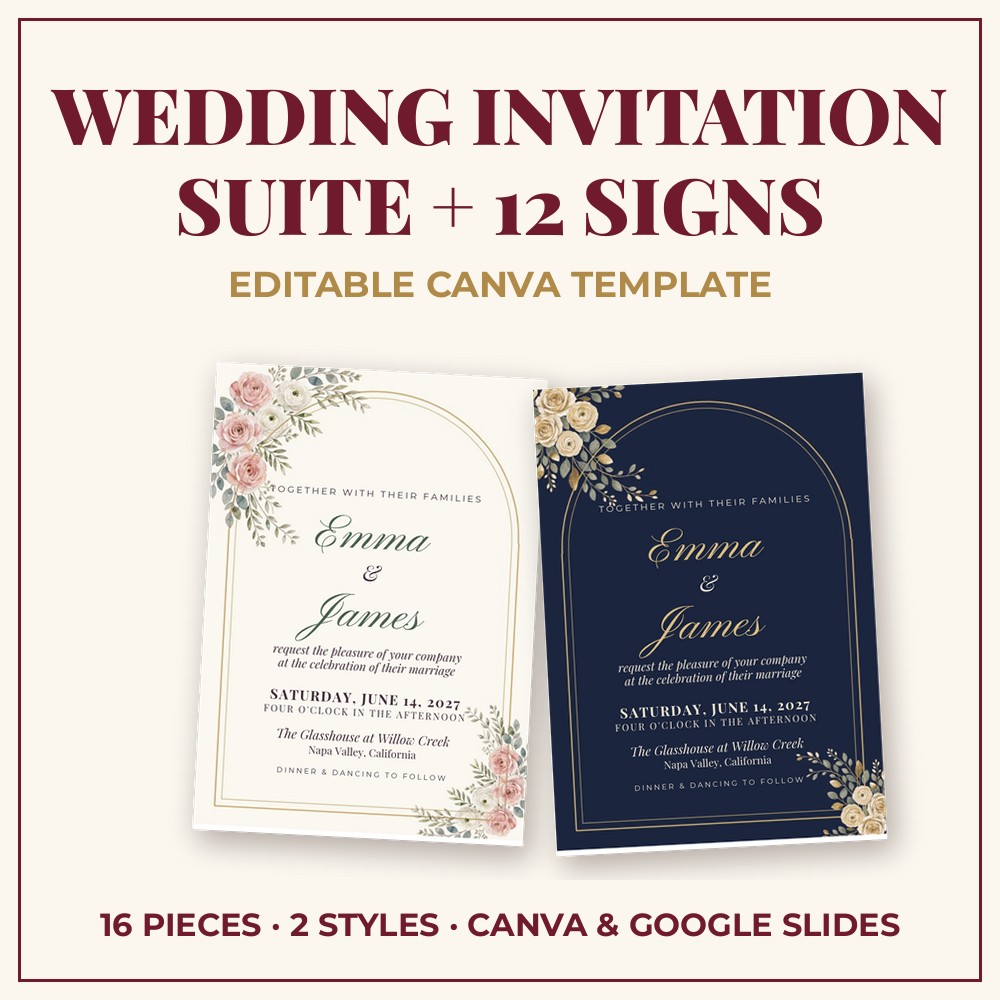 WEDDING INVITATION
SUITE + 12 SIGNS
EDITABLE CANVA TEMPLATE
TOGETHER WITH THEIR FAMILIES
Emma
&
James
request the pleasure of your company
at the celebration of their marriage
SATURDAY, JUNE 14, 2027
FOUR O'CLOCK IN THE AFTERNOON
The Glasshouse at Willow Creek
Napa Valley, California
DINNER & DANCING TO FOLLOW
TOGETHER WITH THEIR FAMILIES
Emma
&
James
request the pleasure of your company
at the celebration of their marriage
SATURDAY, JUNE 14, 2027
FOUR O'CLOCK IN THE AFTERNOON
The Glasshouse at Willow Creek
Napa Valley, California
DINNER & DANCING TO FOLLOW
16 PIECES · 2 STYLES · CANVA & GOOGLE SLIDES